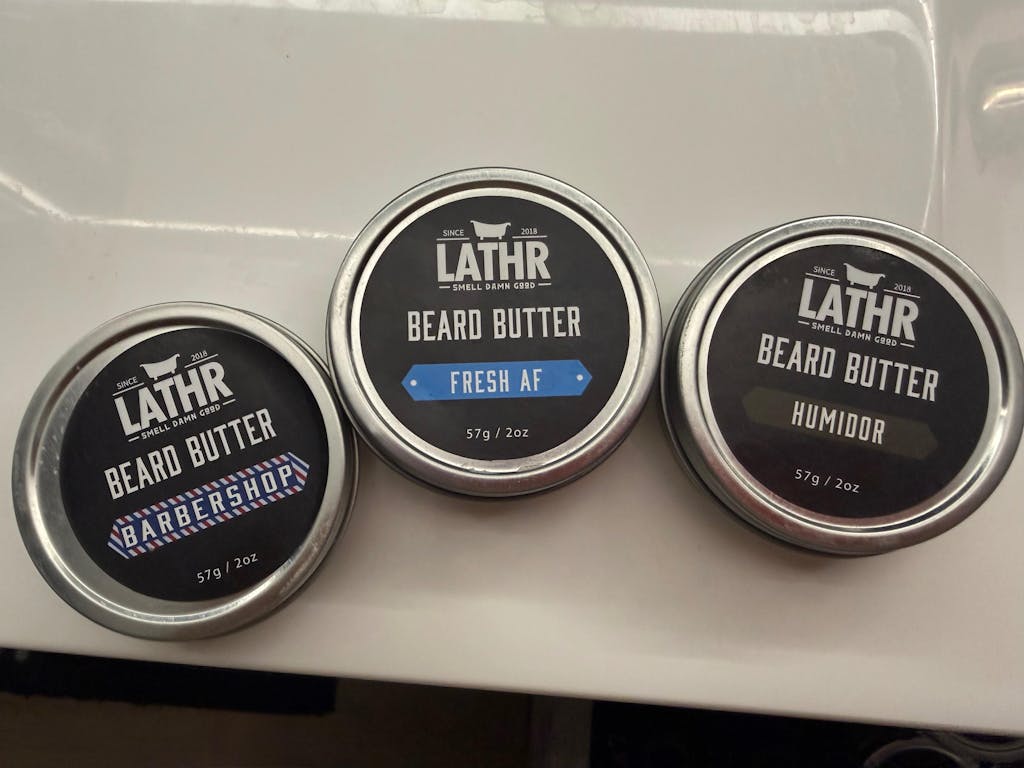 SINCE 2018
LATHR
SMELL DAMN GOOD
BEARD BUTTER
BARBERSHOP
57g / 2oz
SINCE 2018
LATHR
SMELL DAMN GOOD
BEARD BUTTER
FRESH AF
57g / 2oz
SINCE 2018
LATHR
SMELL DAMN GOOD
BEARD BUTTER
HUMIDOR
57g / 2oz